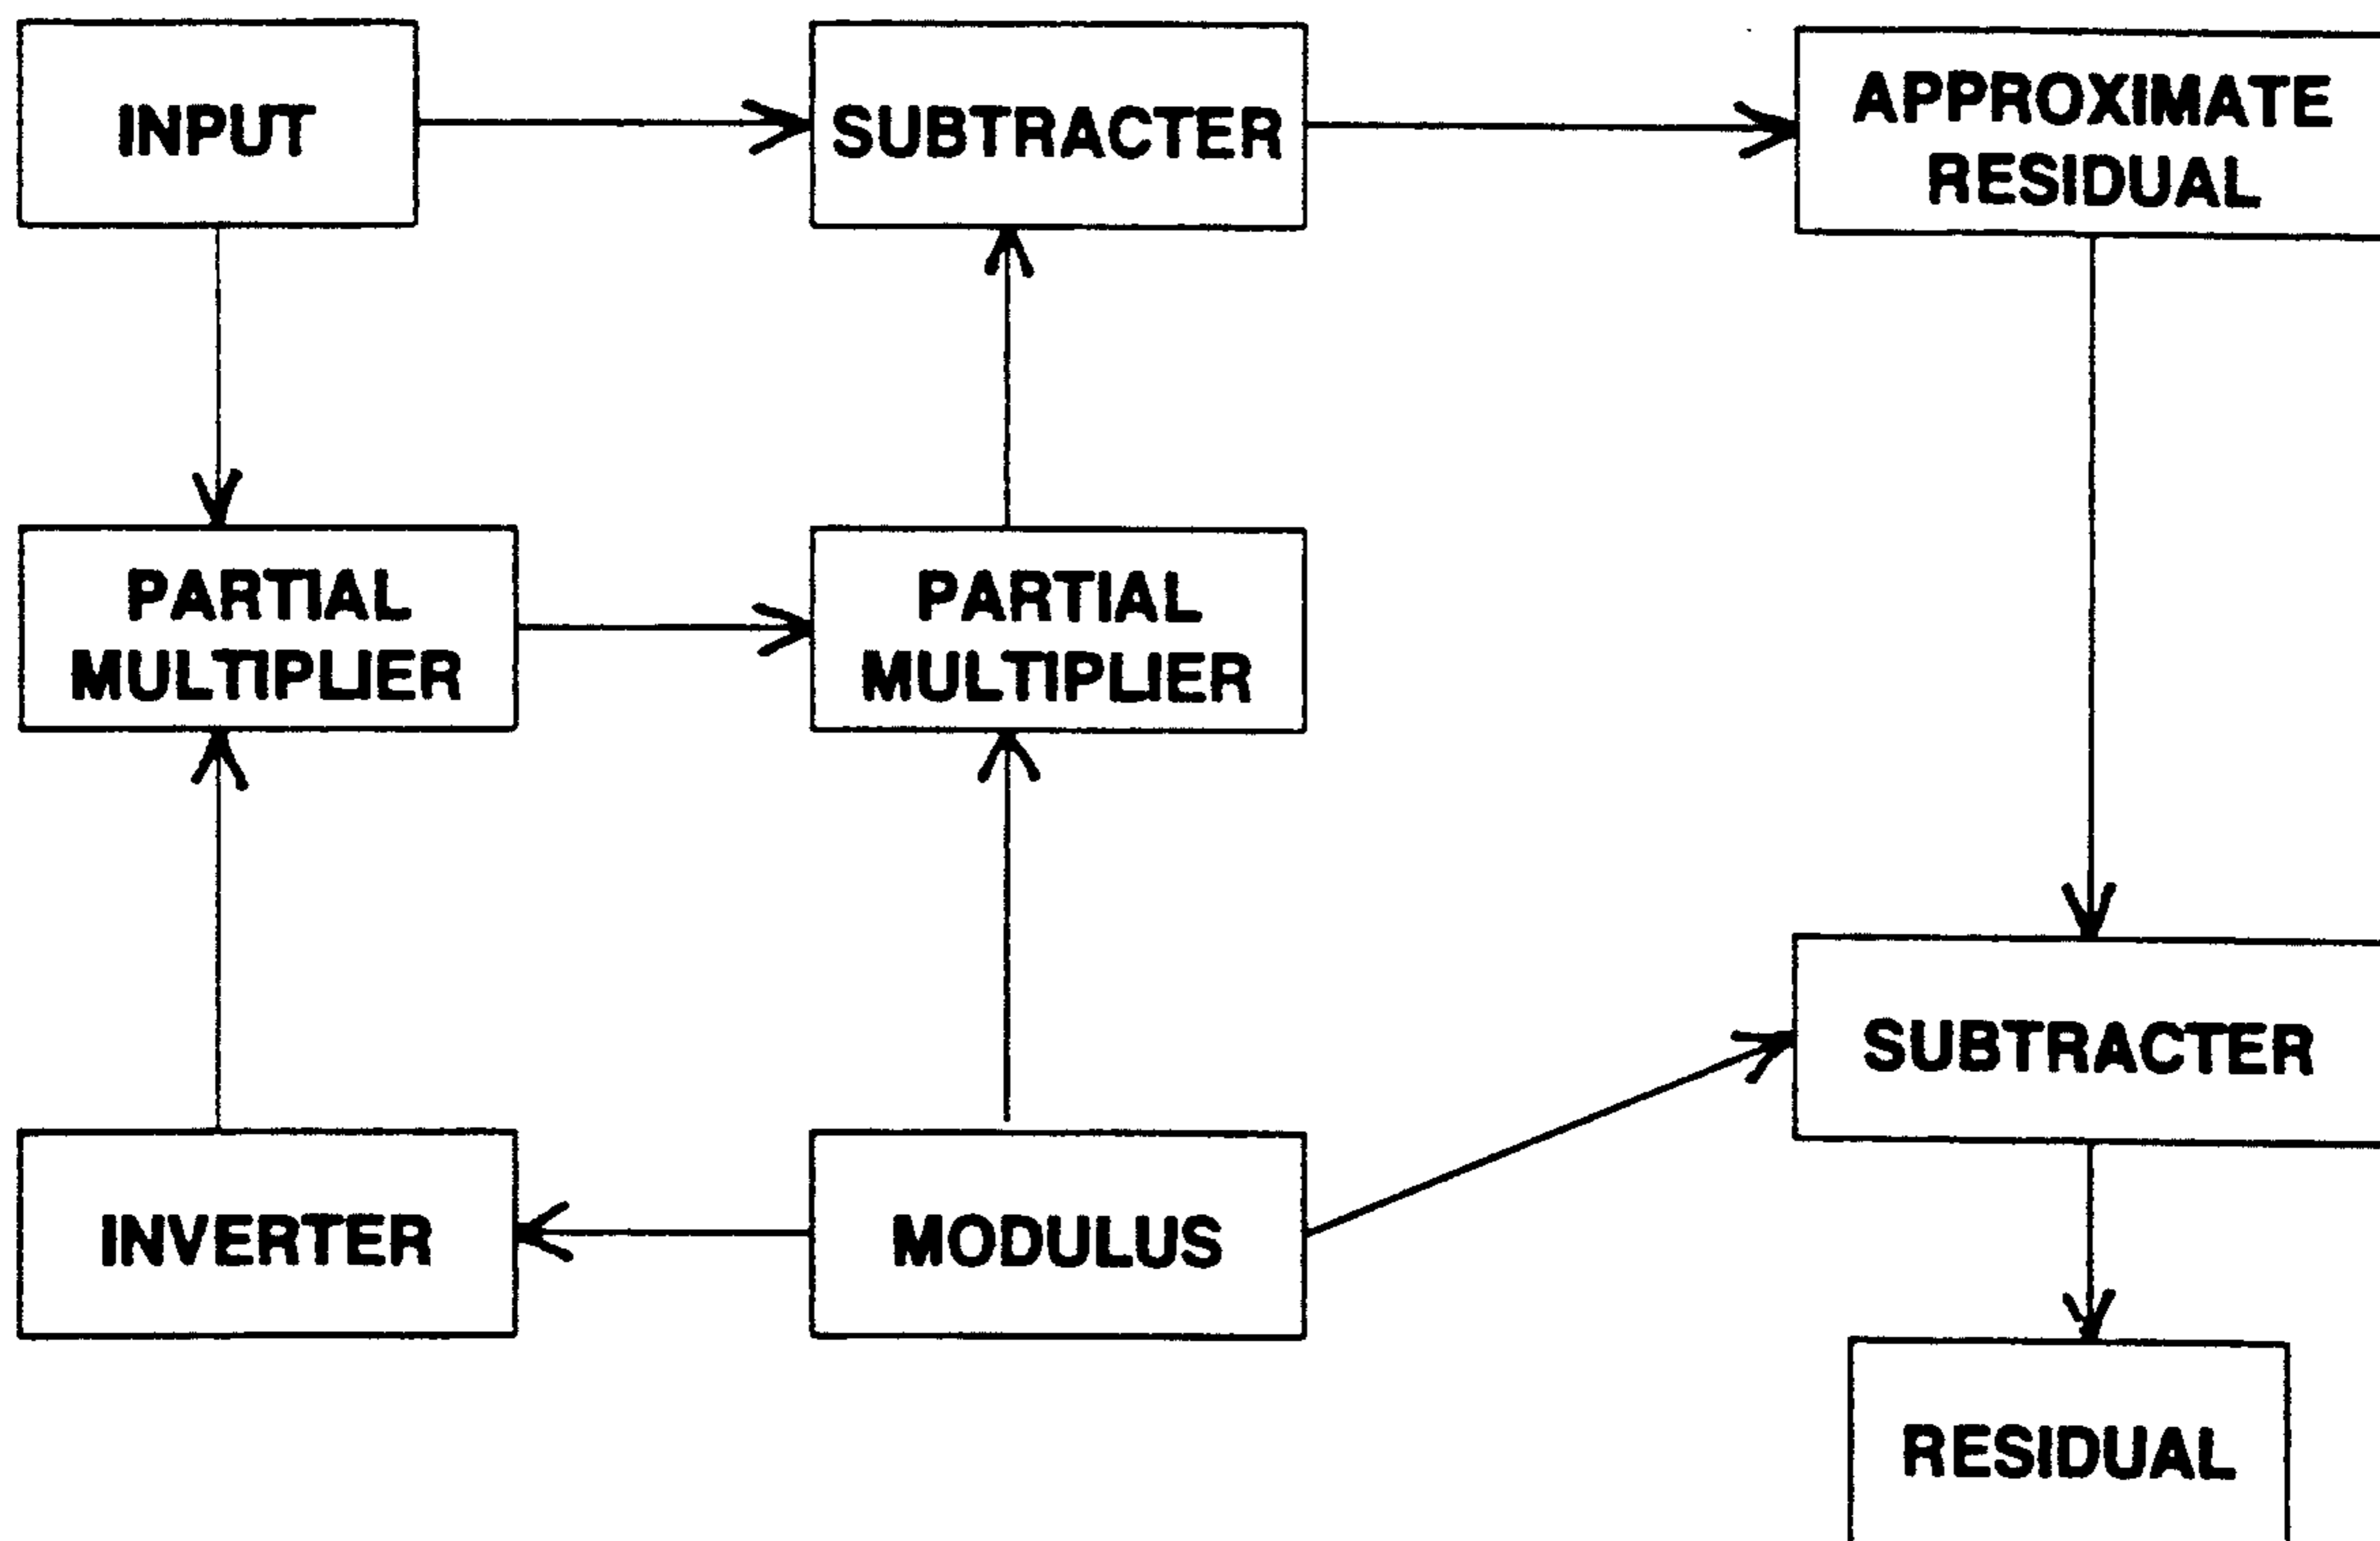 INPUT
SUBTRACTER
APPROXIMATE
RESIDUAL
PARTIAL
MULTIPLIER
PARTIAL
MULTIPLIER
SUBTRACTER
INVERTER
MODULUS
RESIDUAL